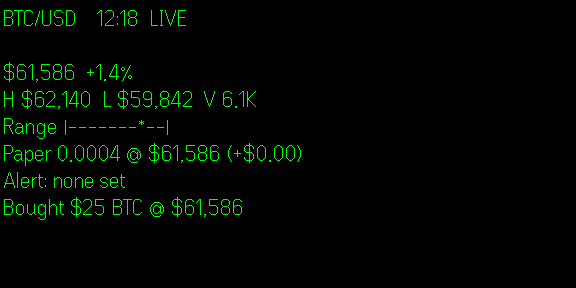 BTC/USD 12:18 LIVE
$61,586 +1.4%
H $62,140 L $59,842 V 6.1K
Range |-------*--|
Paper 0.0004 @ $61,586 (+$0.00)
Alert: none set
Bought $25 BTC @ $61,586